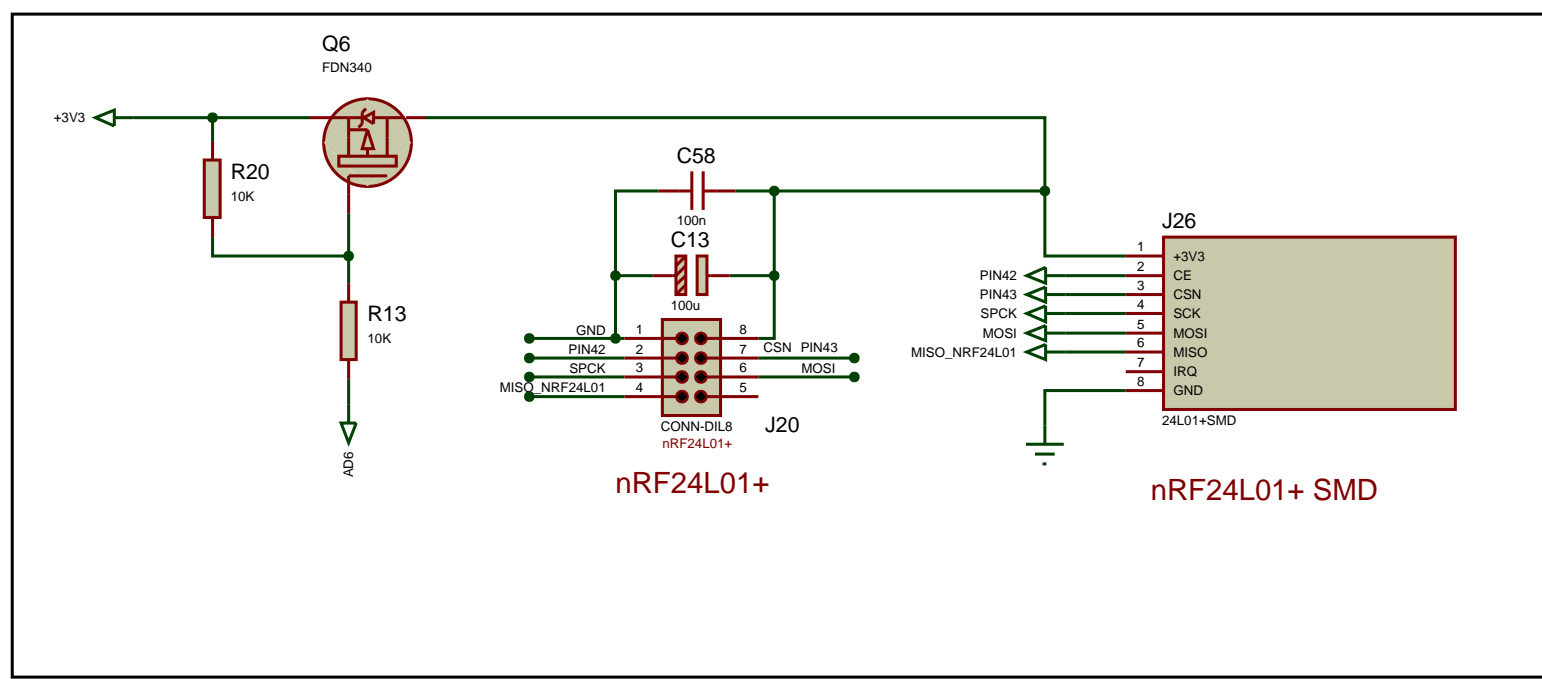 Q6
FDN340
+3V3
R20
10K
R13
10K
AD6
C58
100n
C13
100u
GND
1
8
PIN42
2
7
CSN
PIN43
SPCK
3
6
MOSI
MISO_NRF24L01
4
5
CONN-DIL8
nRF24L01+
J20
nRF24L01+
J26
1
+3V3
PIN42
2
CE
PIN43
3
CSN
SPCK
4
SCK
MOSI
5
MOSI
MISO_NRF24L01
6
MISO
7
IRQ
8
GND
24L01+SMD
nRF24L01+ SMD